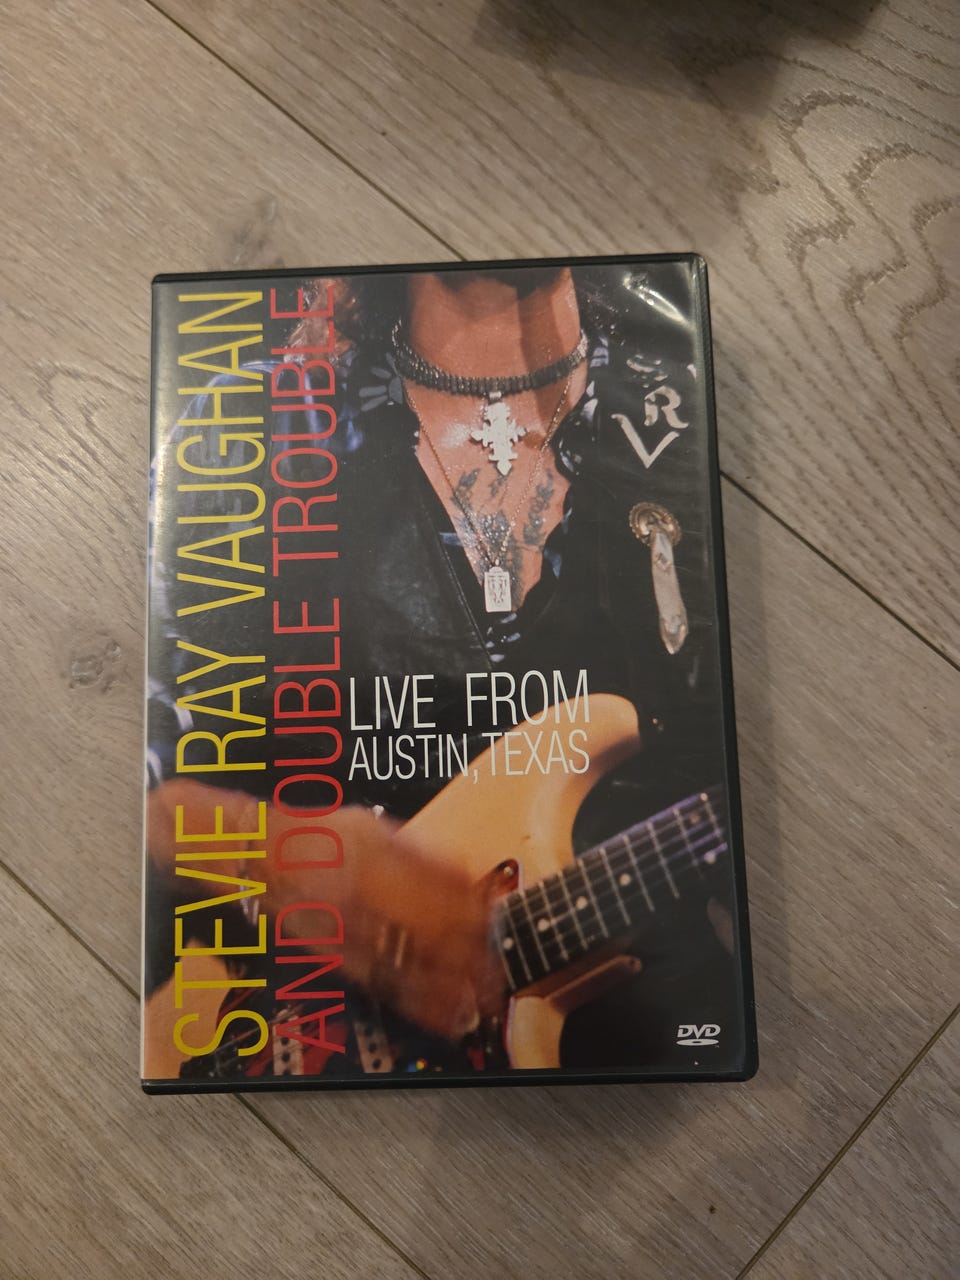 STEVIE RAY VAUGHAN
AND DOUBLE TROUBLE
LIVE FROM
AUSTIN, TEXAS
SRV
DVD